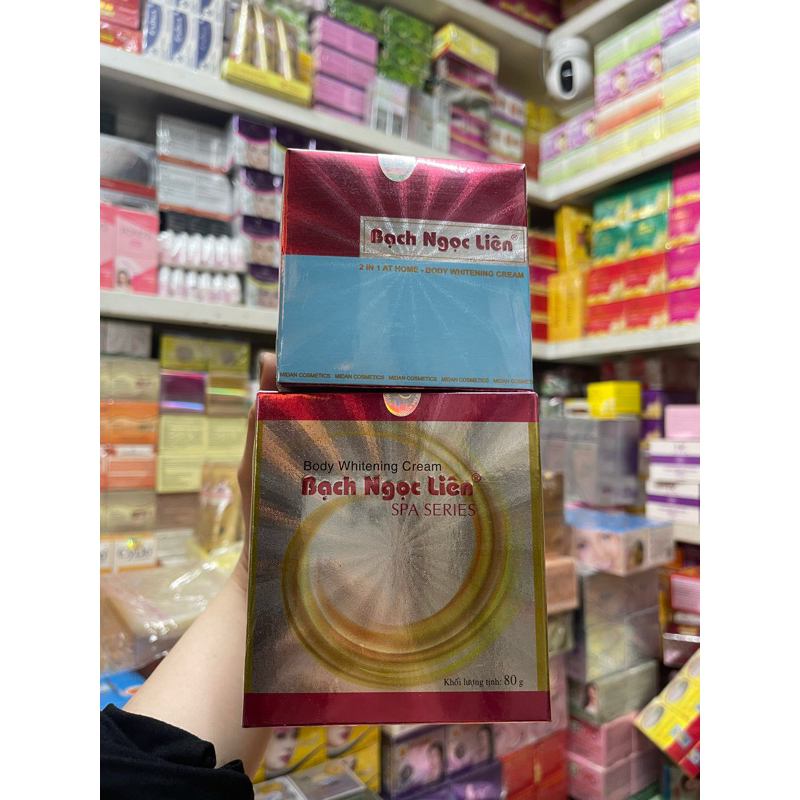 Bạch Ngọc Liên®
2 IN 1 AT HOME - BODY WHITENING CREAM
MIDAN COSMETICS MIDAN COSMETICS MIDAN COSMETICS MIDAN COSMETICS MIDAN COSMET
Body Whitening Cream
Bạch Ngọc Liên®
SPA SERIES
Khối lượng tịnh: 80 g